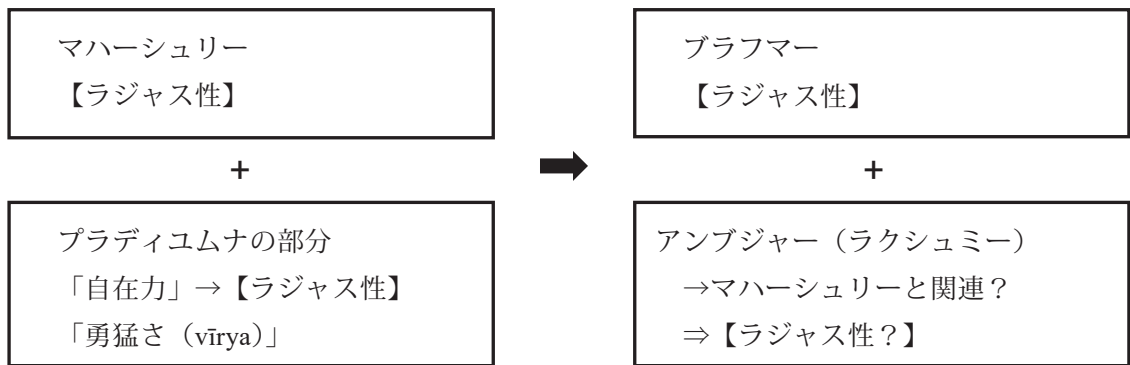 マハーシュリー
【ラジャス性】
+
プラディユムナの部分
「自在力」→【ラジャス性】
「勇猛さ（vīrya）」
ブラフマー
【ラジャス性】
+
アンブジャー（ラクシュミー）
→マハーシュリーと関連？
⇒【ラジャス性？】